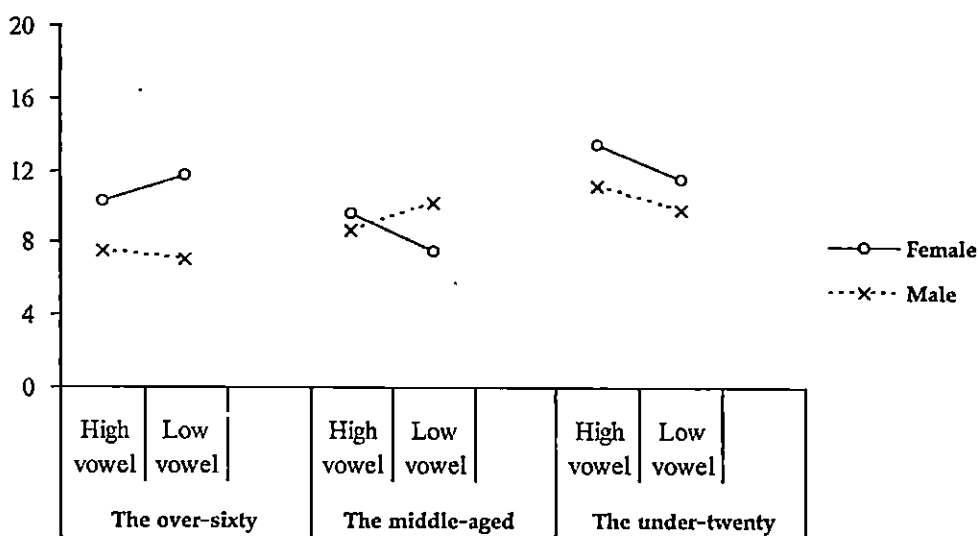 20
16
12
8
4
0
Female
Male
High vowel
Low vowel
High vowel
Low vowel
High vowel
Low vowel
The over-sixty
The middle-aged
The under-twenty